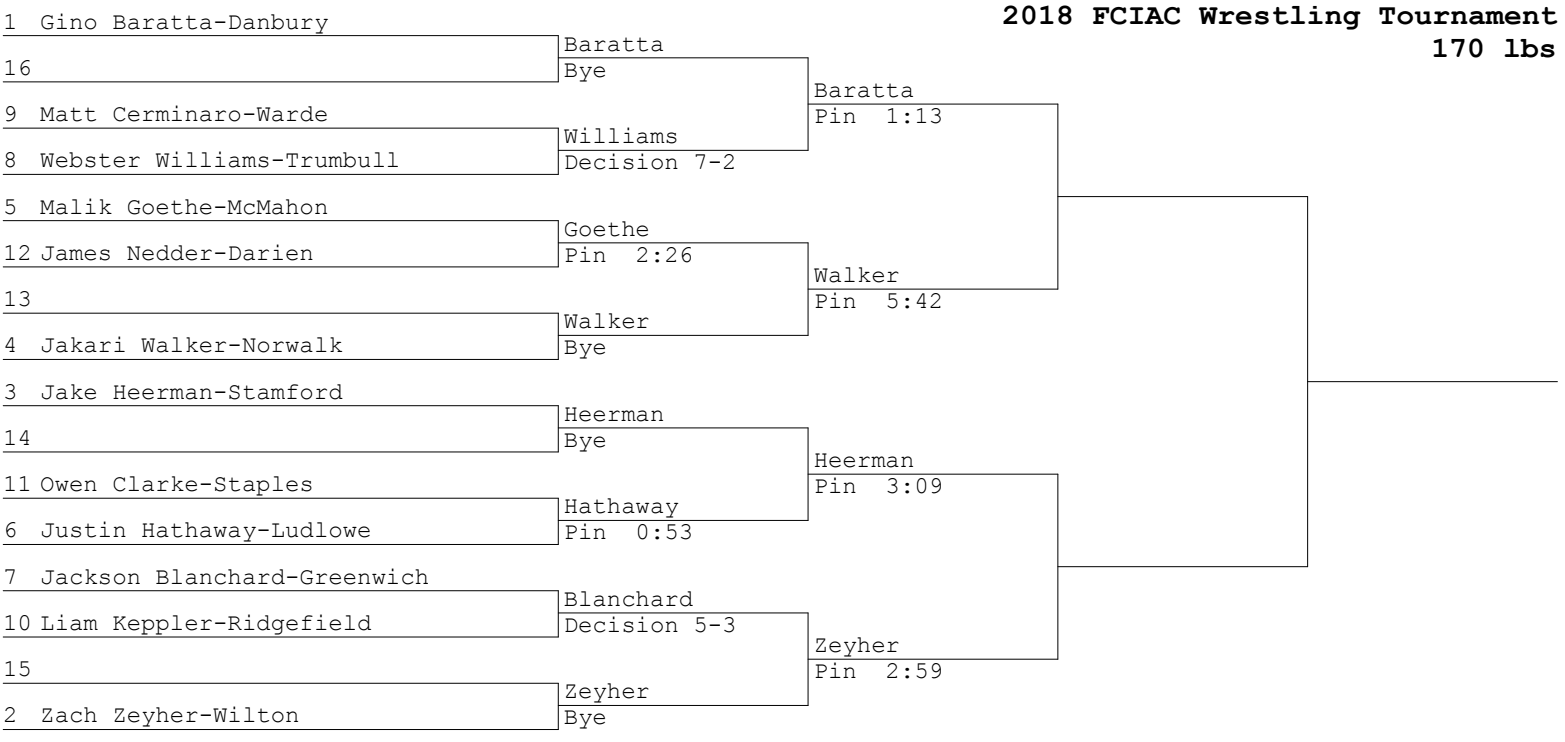 2018 FCIAC Wrestling Tournament
170 lbs
1 Gino Baratta-Danbury
16
9 Matt Cerminaro-Warde
8 Webster Williams-Trumbull
5 Malik Goethe-McMahon
12 James Nedder-Darien
13
4 Jakari Walker-Norwalk
3 Jake Heerman-Stamford
14
11 Owen Clarke-Staples
6 Justin Hathaway-Ludlowe
7 Jackson Blanchard-Greenwich
10 Liam Keppler-Ridgefield
15
2 Zach Zeyher-Wilton
Baratta
Bye
Williams
Decision 7-2
Goethe
Pin 2:26
Walker
Bye
Heerman
Bye
Hathaway
Pin 0:53
Blanchard
Decision 5-3
Zeyher
Bye
Baratta
Pin 1:13
Walker
Pin 5:42
Heerman
Pin 3:09
Zeyher
Pin 2:59